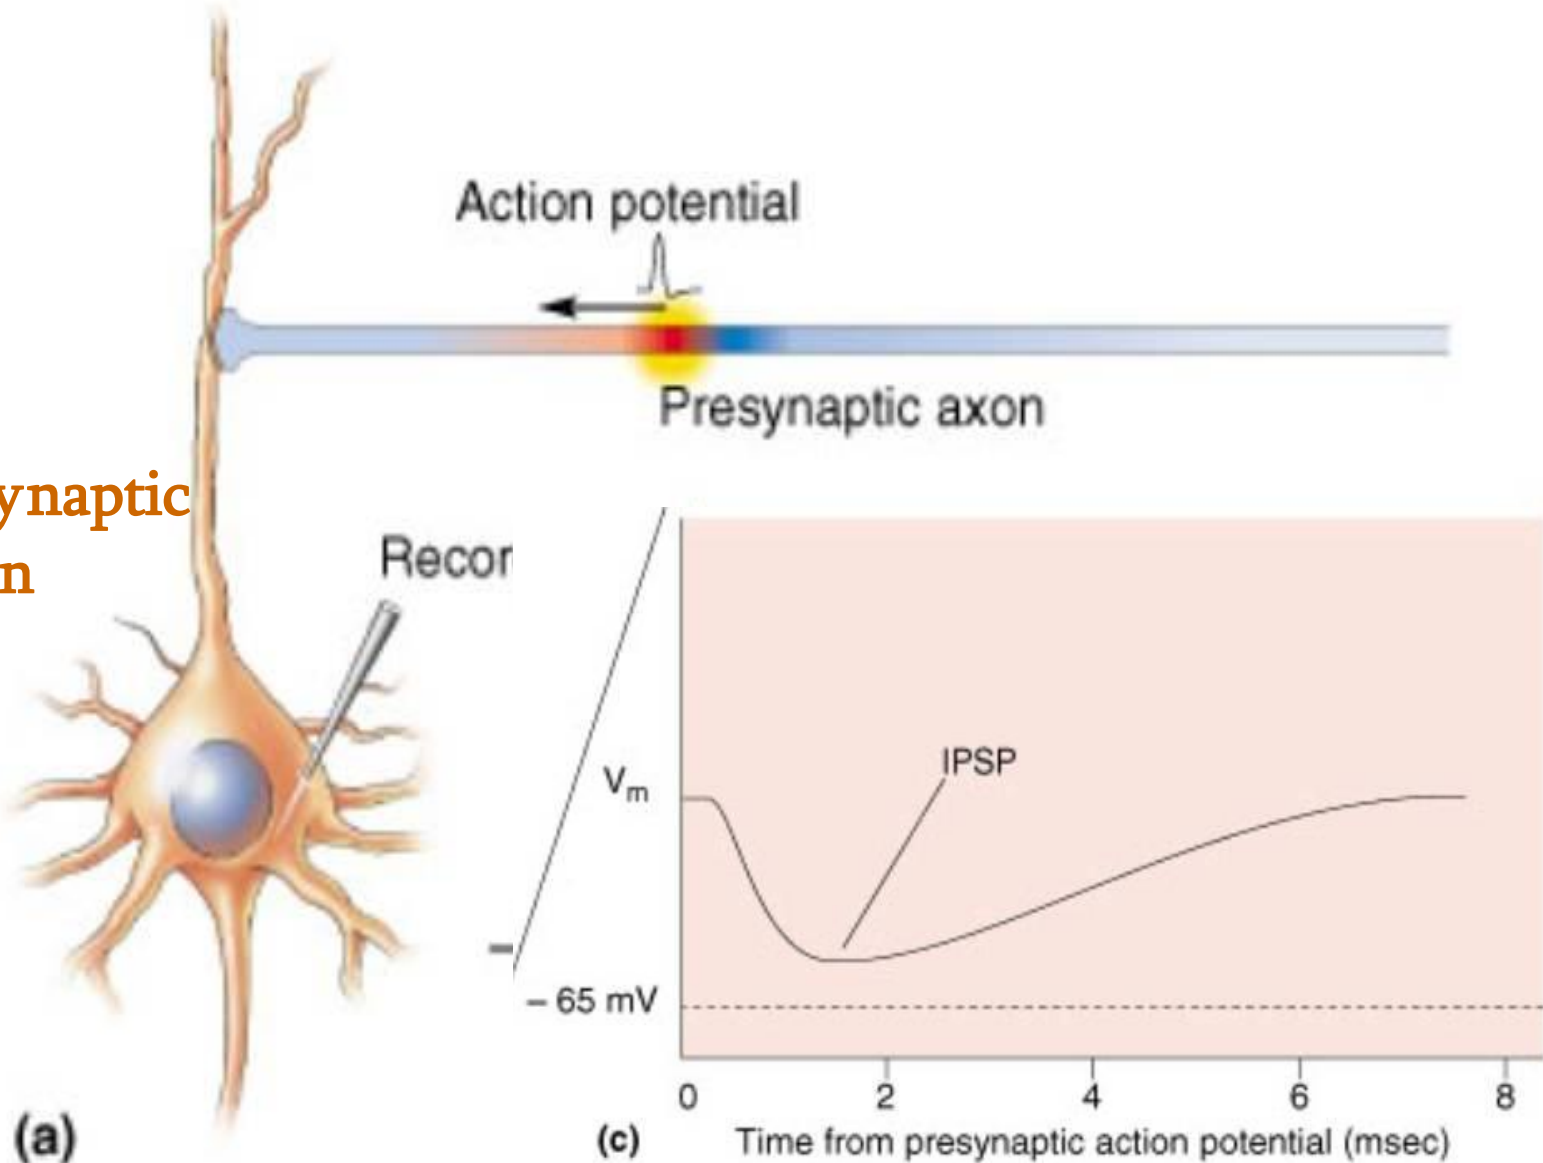 Action potential
Presynaptic axon
ynaptic
n
Recor
IPSP
Vm
– 65 mV
0 2 4 6 8
(a)
(c) Time from presynaptic action potential (msec)